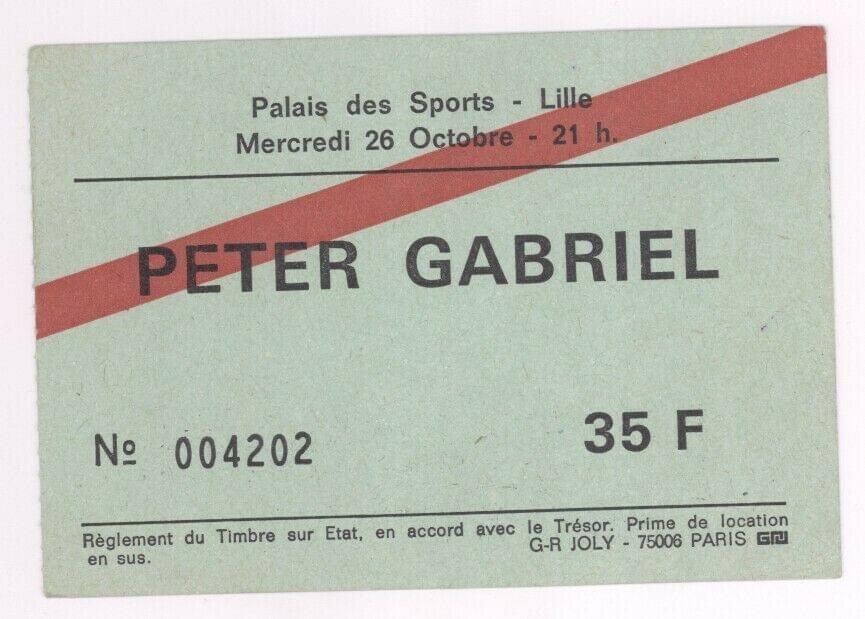 Palais des Sports - Lille
Mercredi 26 Octobre - 21 h.
PETER GABRIEL
Nº 004202
35 F
Règlement du Timbre sur Etat, en accord avec le Trésor. Prime de location
en sus.
G-R JOLY - 75006 PARIS